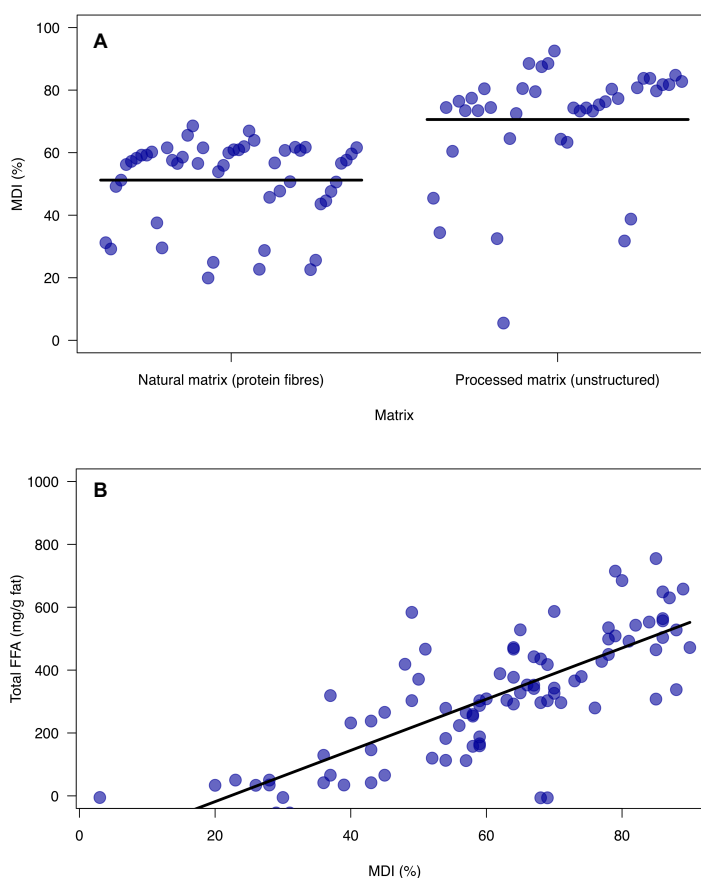 A
100
80
60
40
20
0
MDI (%)
Natural matrix (protein fibres) Processed matrix (unstructured)
Matrix
B
1000
800
600
400
200
0
Total FFA (mg/g fat)
0 20 40 60 80
MDI (%)